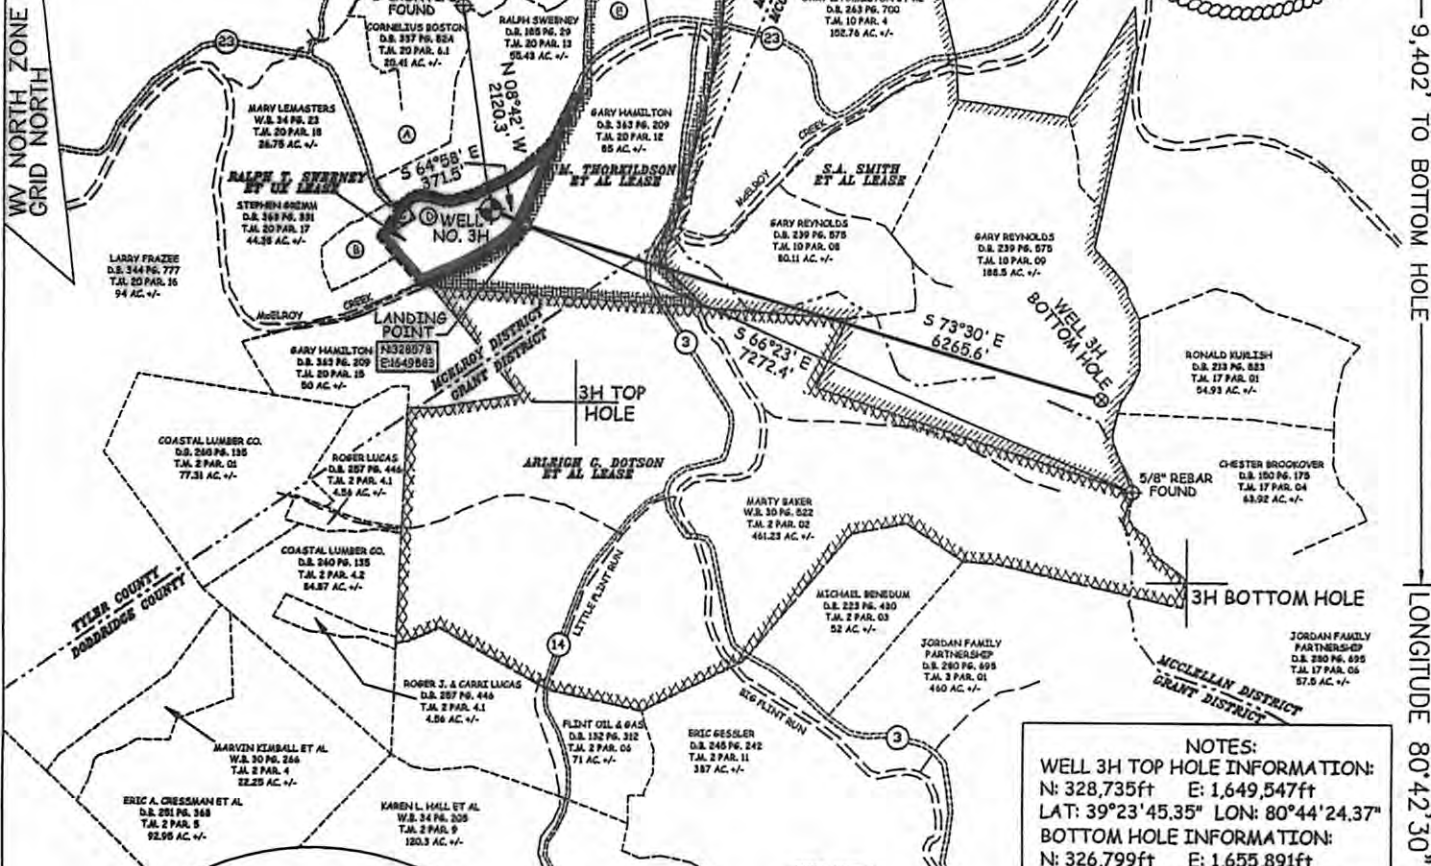 WV NORTH ZONE
GRID NORTH
23
FOUND
CORNELIUS BOSTON
D.B. 337 PG. 524
T.M. 20 PAR. 6.1
20.41 AC. +/-
RALPH SWEENEY
D.B. 185 PG. 29
T.M. 20 PAR. 13
55.43 AC. +/-
E
D.B. 263 PG. 700
T.M. 10 PAR. 4
152.76 AC. +/-
23
9,402' TO BOTTOM HOLE
MARY LEMASTERS
W.B. 34 PG. 23
T.M. 20 PAR. 18
26.75 AC. +/-
A
N 08°42' W
2120.3'
GARY HAMILTON
D.B. 363 PG. 209
T.M. 20 PAR. 12
85 AC. +/-
CREEK
McELROY
S 64°58' E
371.5'
RALPH T. SWEENEY
ET UX LEASE
M. THORKILDSON
ET AL LEASE
S.A. SMITH
ET AL LEASE
STEPHEN GRIMM
D.B. 363 PG. 331
T.M. 20 PAR. 17
44.35 AC. +/-
C
D
WELL
NO. 3H
B
GARY REYNOLDS
D.B. 239 PG. 575
T.M. 10 PAR. 08
80.11 AC. +/-
GARY REYNOLDS
D.B. 239 PG. 575
T.M. 10 PAR. 09
188.5 AC. +/-
LARRY FRAZEE
D.B. 344 PG. 777
T.M. 20 PAR. 16
94 AC. +/-
McELROY
CREEK
LANDING
POINT
N:328578
E:1649883
MCELROY DISTRICT
GRANT DISTRICT
GARY HAMILTON
D.B. 363 PG. 209
T.M. 20 PAR. 15
50 AC. +/-
3
S 66°23' E
7272.4'
S 73°30' E
6265.6'
WELL 3H
BOTTOM HOLE
RONALD KURLISH
D.B. 213 PG. 523
T.M. 17 PAR. 01
54.93 AC. +/-
3H TOP
HOLE
COASTAL LUMBER CO.
D.B. 260 PG. 135
T.M. 2 PAR. 01
77.31 AC. +/-
ROGER LUCAS
D.B. 257 PG. 446
T.M. 2 PAR. 4.1
4.56 AC. +/-
ARLEIGH C. DOTSON
ET AL LEASE
5/8" REBAR
FOUND
CHESTER BROOKOVER
D.B. 150 PG. 175
T.M. 17 PAR. 04
63.92 AC. +/-
MARTY BAKER
W.B. 30 PG. 522
T.M. 2 PAR. 02
461.23 AC. +/-
COASTAL LUMBER CO.
D.B. 260 PG. 135
T.M. 2 PAR. 4.2
54.87 AC. +/-
TYLER COUNTY
DODDRIDGE COUNTY
LITTLE FLINT RUN
14
MICHAEL BENEDUM
D.B. 223 PG. 430
T.M. 2 PAR. 03
52 AC. +/-
3H BOTTOM HOLE
LONGITUDE 80°42'30"
JORDAN FAMILY
PARTNERSHIP
D.B. 280 PG. 695
T.M. 3 PAR. 01
460 AC. +/-
JORDAN FAMILY
PARTNERSHIP
D.B. 280 PG. 695
T.M. 17 PAR. 06
57.5 AC. +/-
MCCLELLAN DISTRICT
GRANT DISTRICT
ROGER J. & CARRI LUCAS
D.B. 257 PG. 446
T.M. 2 PAR. 4.1
4.56 AC. +/-
BIG FLINT RUN
3
FLINT OIL & GAS
D.B. 132 PG. 312
T.M. 2 PAR. 06
71 AC. +/-
ERIC GESSLER
D.B. 245 PG. 242
T.M. 2 PAR. 11
387 AC. +/-
MARVIN KIMBALL ET AL
W.B. 30 PG. 266
T.M. 2 PAR. 4
22.25 AC. +/-
ERIC A. CRESSMAN ET AL
D.B. 251 PG. 368
T.M. 2 PAR. 5
92.95 AC. +/-
KAREN L. HALL ET AL
W.B. 34 PG. 205
T.M. 2 PAR. 9
120.3 AC. +/-
NOTES:
WELL 3H TOP HOLE INFORMATION:
N: 328,735ft E: 1,649,547ft
LAT: 39°23'45.35" LON: 80°44'24.37"
BOTTOM HOLE INFORMATION:
N: 326,799ft E: 1,655,891ft